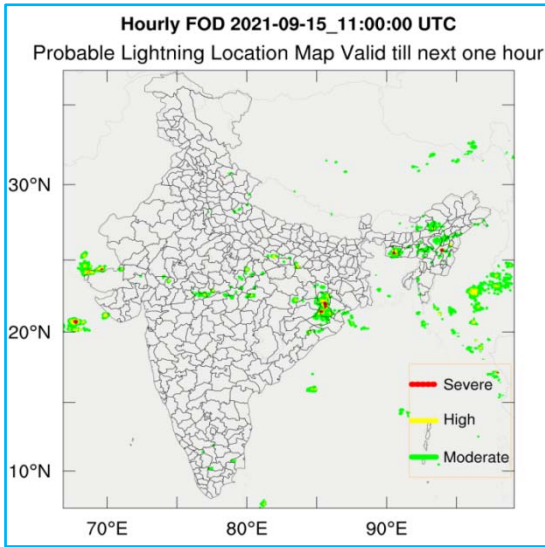 Hourly FOD 2021-09-15_11:00:00 UTC
Probable Lightning Location Map Valid till next one hour
30°N
20°N
10°N
Severe
High
Moderate
70°E
80°E
90°E